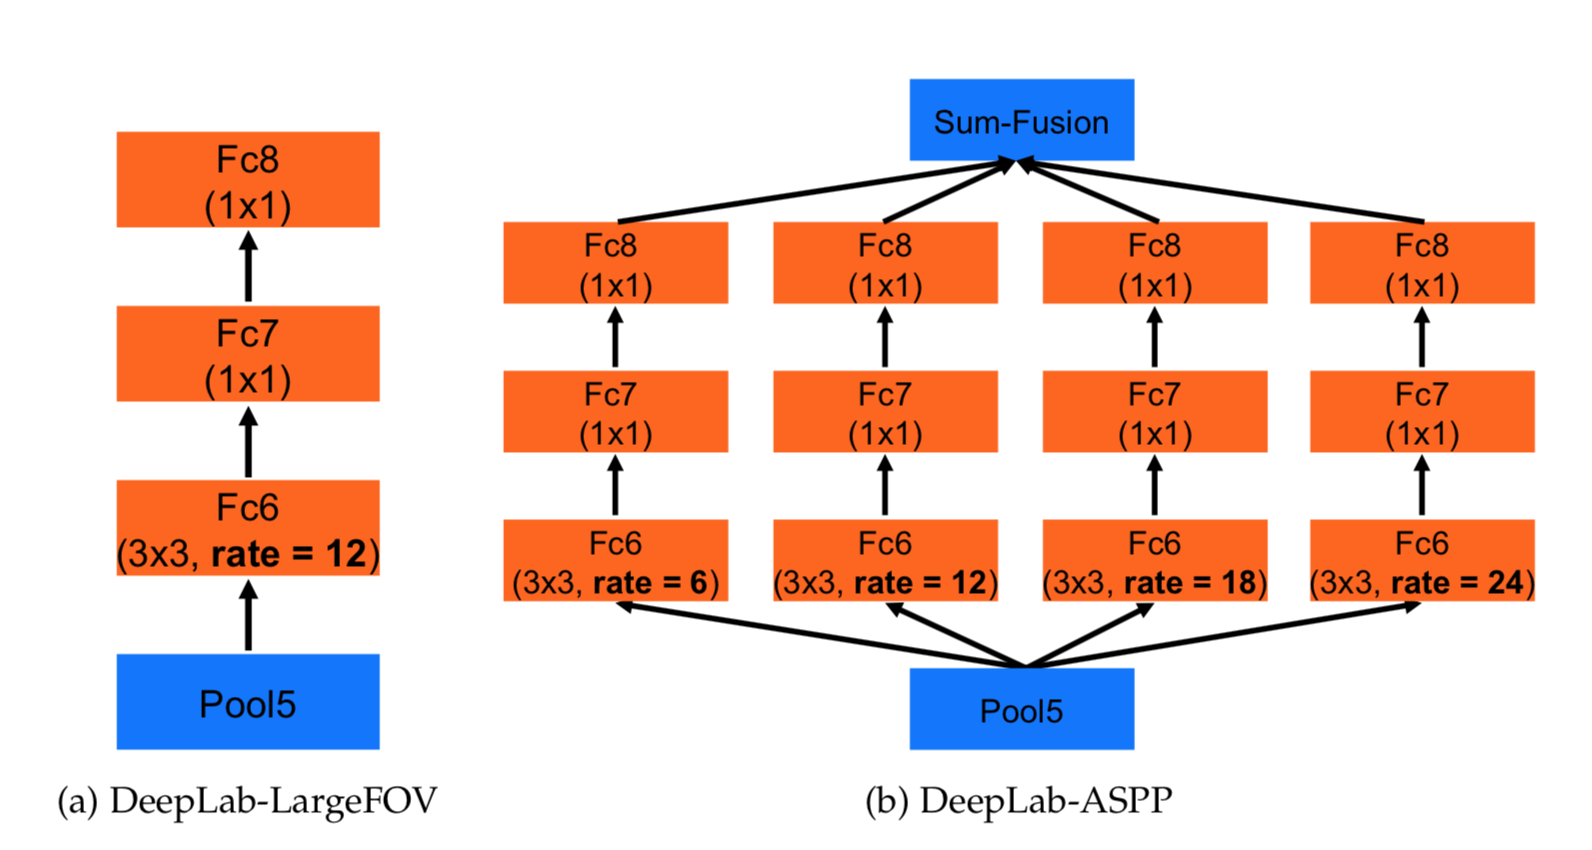 Fc8
(1x1)
Fc7
(1x1)
Fc6
(3x3, rate = 12)
Pool5
(a) DeepLab-LargeFOV
Sum-Fusion
Fc8
(1x1)
Fc8
(1x1)
Fc8
(1x1)
Fc8
(1x1)
Fc7
(1x1)
Fc7
(1x1)
Fc7
(1x1)
Fc7
(1x1)
Fc6
(3x3, rate = 6)
Fc6
(3x3, rate = 12)
Fc6
(3x3, rate = 18)
Fc6
(3x3, rate = 24)
Pool5
(b) DeepLab-ASPP